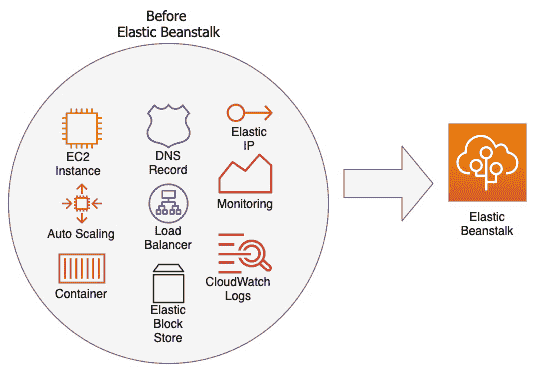 Before
Elastic Beanstalk
EC2
Instance
DNS
Record
Elastic
IP
Auto Scaling
Load
Balancer
Monitoring
Container
Elastic
Block
Store
CloudWatch
Logs
Elastic
Beanstalk